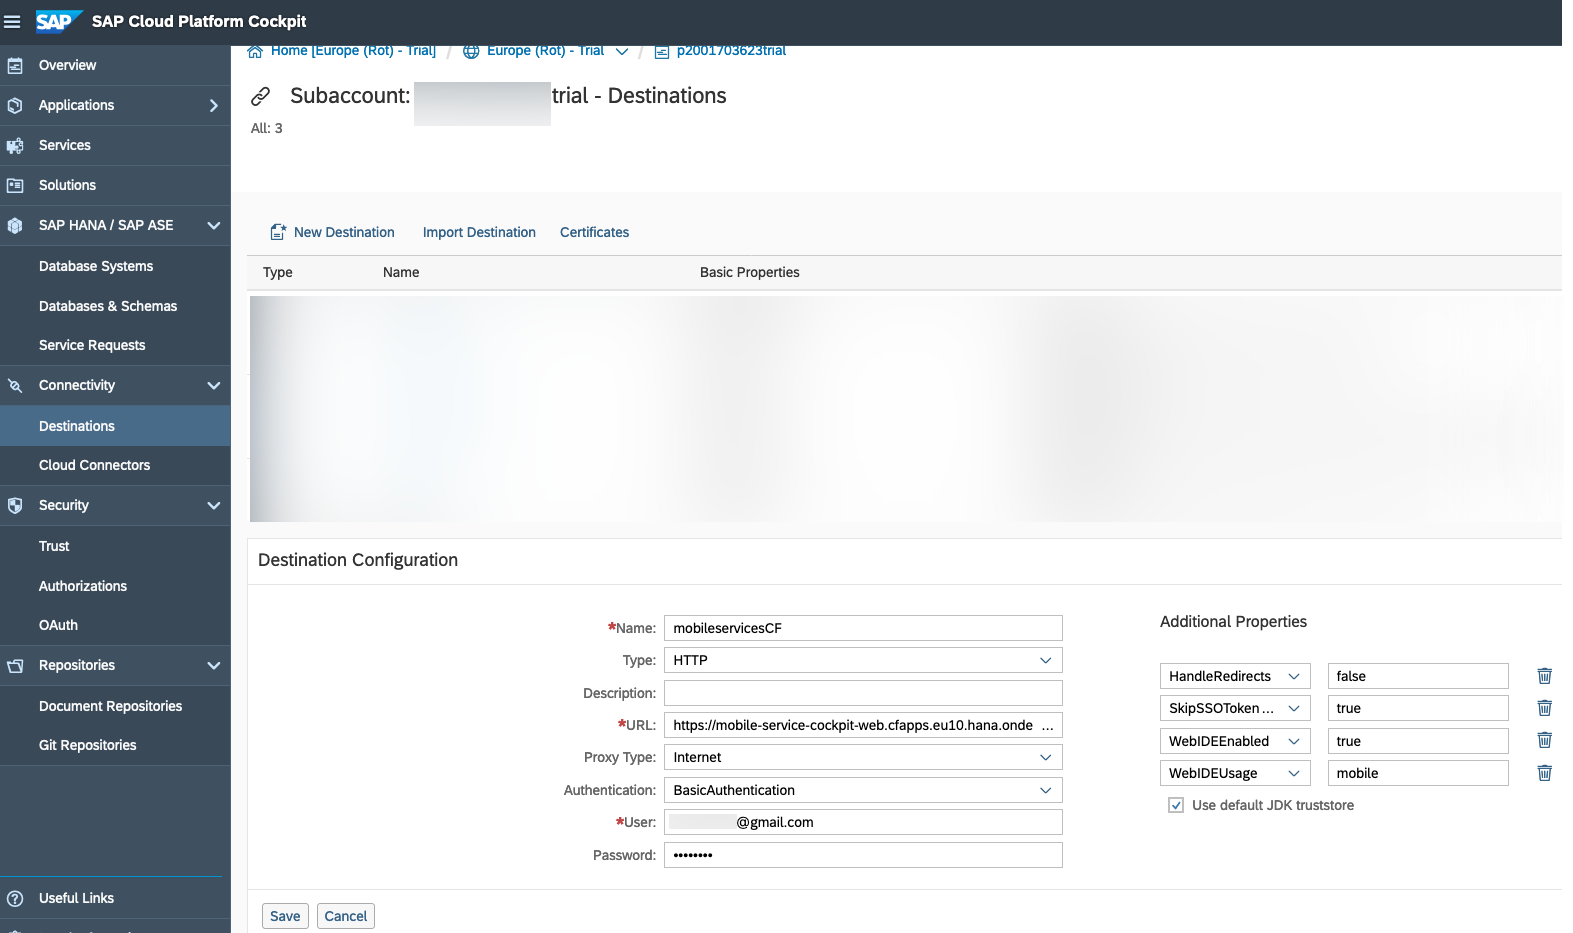 SAP SAP Cloud Platform Cockpit
Home [Europe (Rot) - Trial] / Europe (Rot) - Trial / p2001703623trial
Subaccount: trial - Destinations
All: 3
Overview
Applications
Services
Solutions
SAP HANA / SAP ASE
Database Systems
Databases & Schemas
Service Requests
Connectivity
Destinations
Cloud Connectors
Security
Trust
Authorizations
OAuth
Repositories
Document Repositories
Git Repositories
Useful Links
New Destination Import Destination Certificates
Type Name Basic Properties
Destination Configuration
*Name: mobileservicesCF
Type: HTTP
Description:
*URL: https://mobile-service-cockpit-web.cfapps.eu10.hana.onde ...
Proxy Type: Internet
Authentication: BasicAuthentication
*User: @gmail.com
Password: ••••••••
Additional Properties
HandleRedirects false
SkipSSOToken ... true
WebIDEEnabled true
WebIDEUsage mobile
Use default JDK truststore
Save Cancel